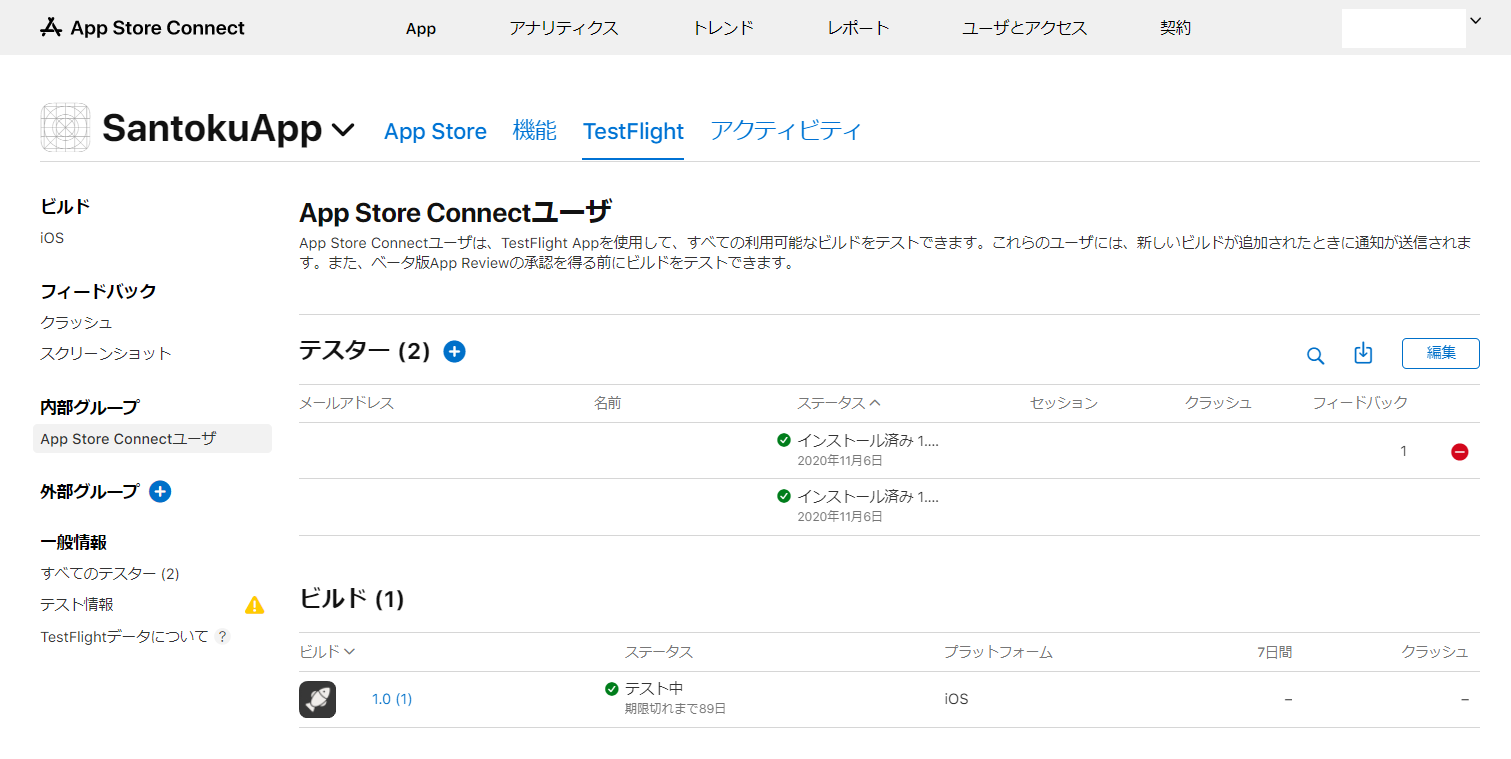 App Store Connect
App アナリティクス トレンド レポート ユーザとアクセス 契約
SantokuApp App Store 機能 TestFlight アクティビティ
ビルド
iOS
フィードバック
クラッシュ
スクリーンショット
内部グループ
App Store Connectユーザ
外部グループ
一般情報
すべてのテスター (2)
テスト情報
TestFlightデータについて ?
App Store Connectユーザ
App Store Connectユーザは、TestFlight Appを使用して、すべての利用可能なビルドをテストできます。これらのユーザには、新しいビルドが追加されたときに通知が送信されま
す。また、ベータ版App Reviewの承認を得る前にビルドをテストできます。
テスター (2)
編集
メールアドレス 名前 ステータス セッション クラッシュ フィードバック
インストール済み 1....
2020年11月6日
1
インストール済み 1....
2020年11月6日
ビルド (1)
ビルド ステータス プラットフォーム 7日間 クラッシュ
1.0 (1) テスト中 iOS – –
期限切れまで89日